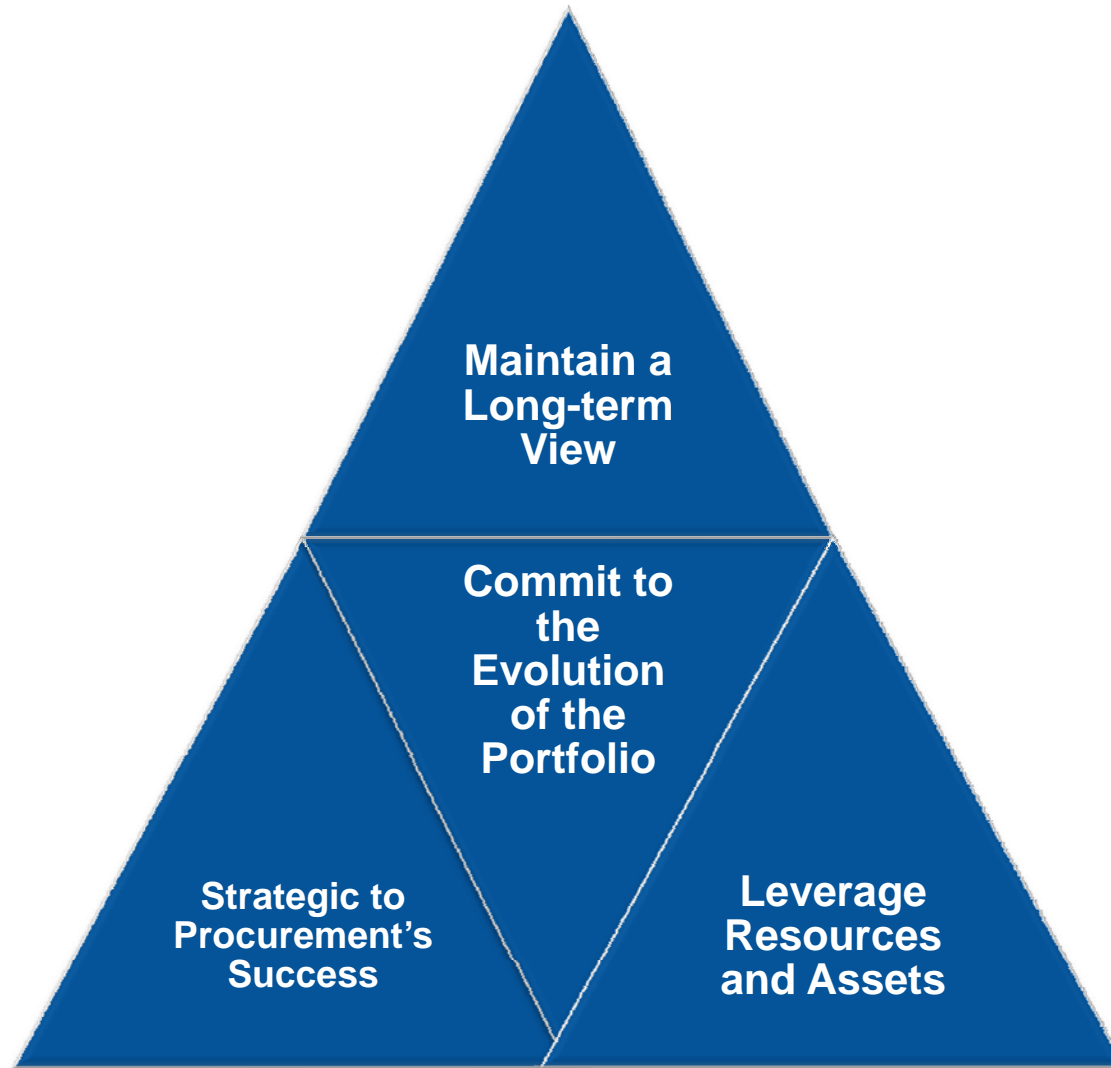 Maintain a
Long-term
View
Commit to
the
Evolution
of the
Portfolio
Strategic to
Procurement’s
Success
Leverage
Resources
and Assets